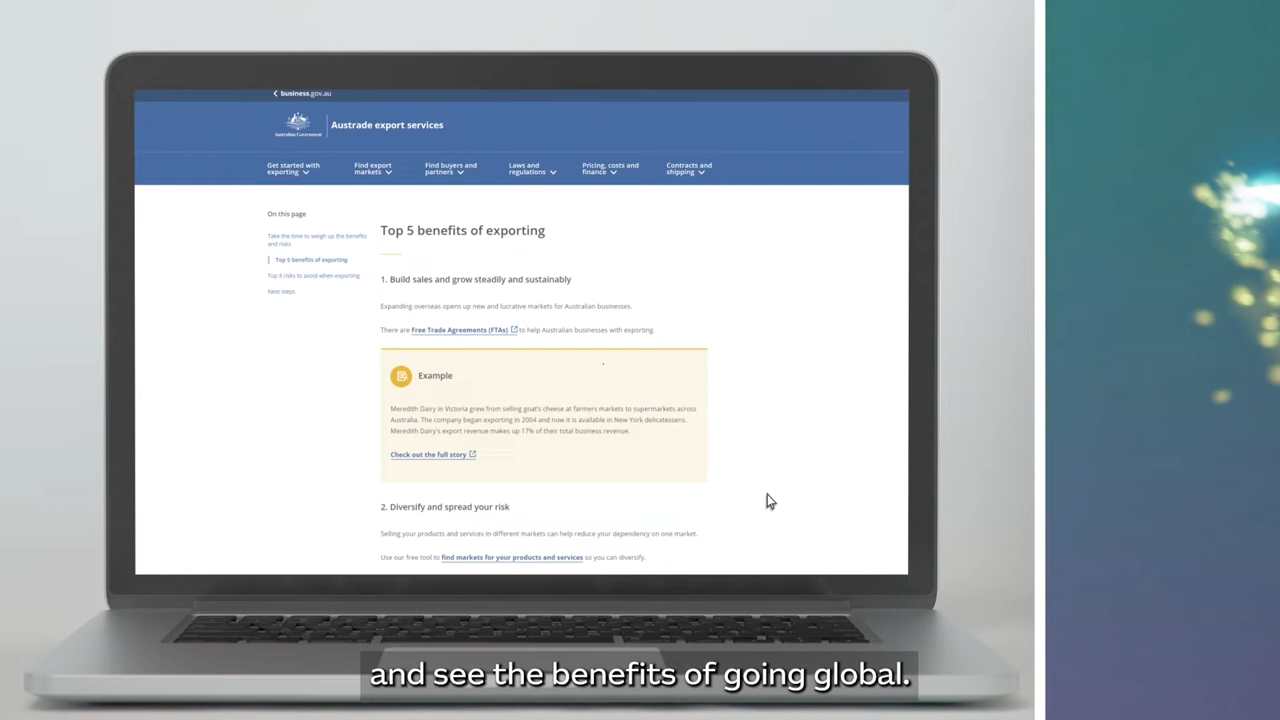 business.gov.au
Australian Government
Austrade export services
Get started with
exporting
Find export
markets
Find buyers and
partners
Laws and
regulations
Pricing, costs and
finance
Contracts and
shipping
On this page
Take the time to weigh up the benefits
and risks
Top 5 benefits of exporting
Top 8 risks to avoid when exporting
Next steps
Top 5 benefits of exporting
1. Build sales and grow steadily and sustainably
Expanding overseas opens up new and lucrative markets for Australian businesses.
There are Free Trade Agreements (FTAs) to help Australian businesses with exporting.
Example
Meredith Dairy in Victoria grew from selling goat's cheese at farmers markets to supermarkets across
Australia. The company began exporting in 2004 and now it is available in New York delicatessens.
Meredith Dairy's export revenue makes up 17% of their total business revenue.
Check out the full story
2. Diversify and spread your risk
Selling your products and services in different markets can help reduce your dependency on one market.
Use our free tool to find markets for your products and services so you can diversify.
and see the benefits of going global.